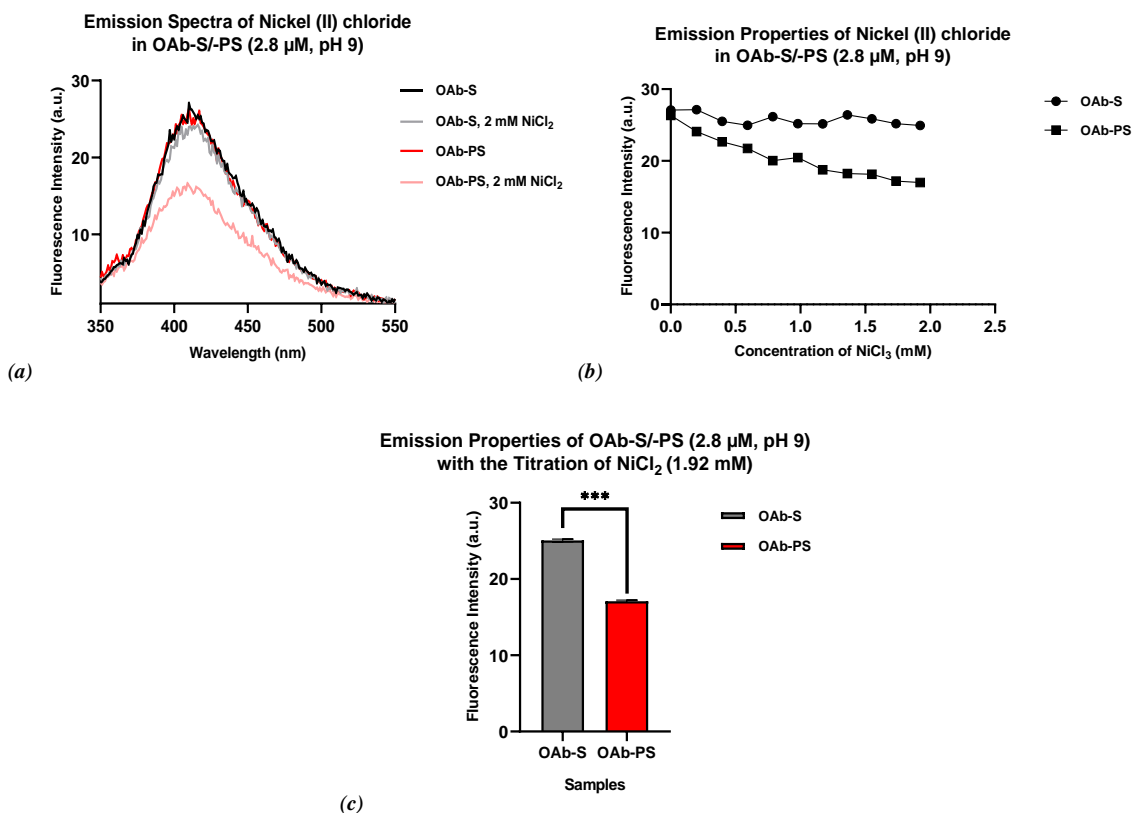 Emission Spectra of Nickel (II) chloride
in OAb-S/-PS (2.8 µM, pH 9)
Fluorescence Intensity (a.u.)
30
20
10
350
400
450
500
550
Wavelength (nm)
OAb-S
OAb-S, 2 mM NiCl₂
OAb-PS
OAb-PS, 2 mM NiCl₂
(a)
Emission Properties of Nickel (II) chloride
in OAb-S/-PS (2.8 µM, pH 9)
Fluorescence Intensity (a.u.)
30
20
10
0
0.0
0.5
1.0
1.5
2.0
2.5
Concentration of NiCl₃ (mM)
OAb-S
OAb-PS
(b)
Emission Properties of OAb-S/-PS (2.8 µM, pH 9)
with the Titration of NiCl₂ (1.92 mM)
Fluorescence Intensity (a.u.)
30
20
10
0
***
OAb-S
OAb-PS
Samples
OAb-S
OAb-PS
(c)